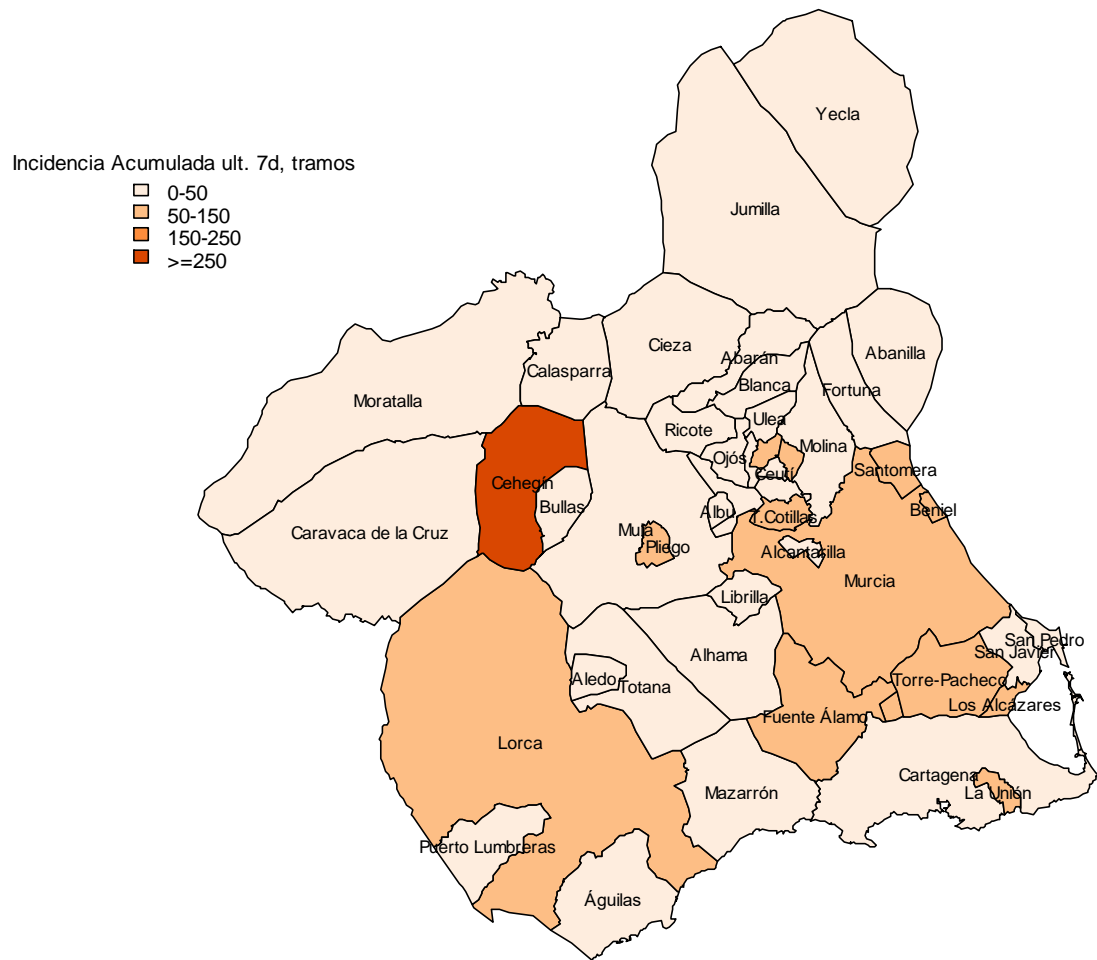 Incidencia Acumulada ult. 7d, tramos
0-50
50-150
150-250
>=250
Yecla
Jumilla
Cieza
Abarán
Abanilla
Calasparra
Blanca
Fortuna
Moratalla
Ulea
Ricote
Molina
Ojós
Santomera
Ceutí
Cehegín
Bullas
Beniel
Albu
T.Cotillas
Caravaca de la Cruz
Mula
Pliego
Alcantarilla
Murcia
Librilla
San Pedro
San Javier
Alhama
Aledo
Totana
Torre-Pacheco
Los Alcázares
Fuente Álamo
Lorca
Cartagena
Mazarrón
La Unión
Puerto Lumbreras
Águilas